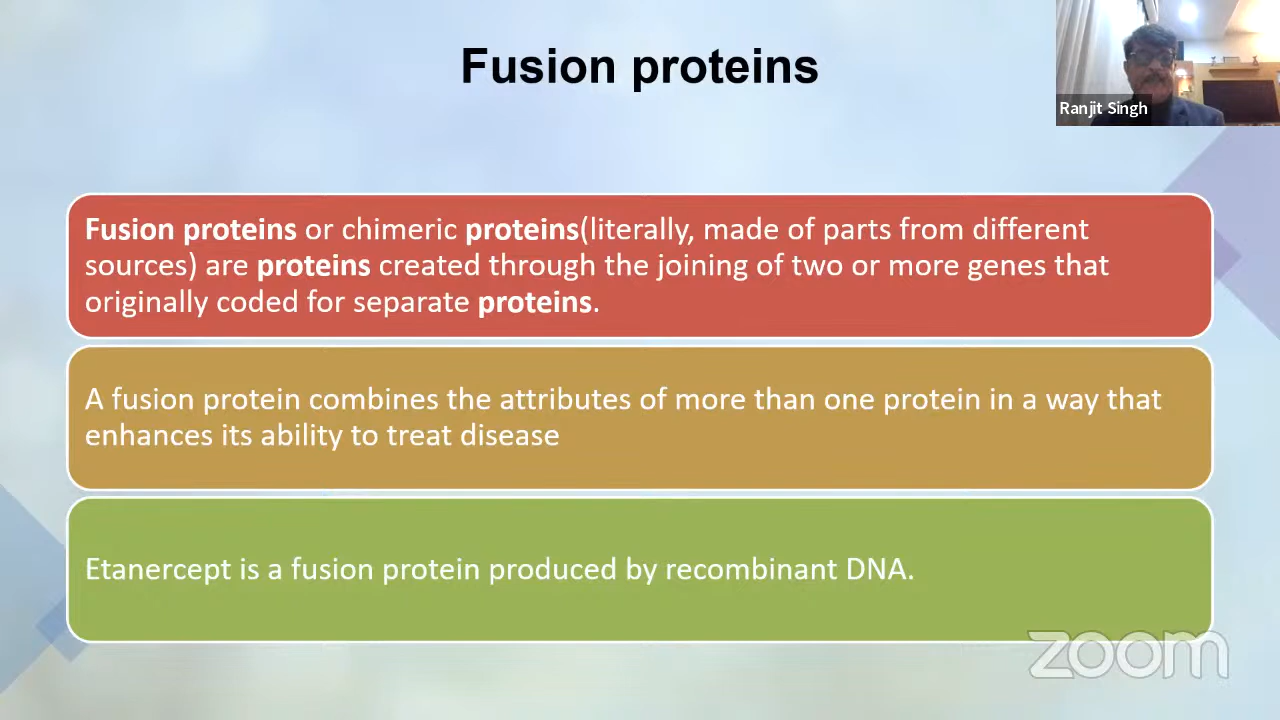 Fusion proteins
Ranjit Singh
Fusion proteins or chimeric proteins(literally, made of parts from different
sources) are proteins created through the joining of two or more genes that
originally coded for separate proteins.
A fusion protein combines the attributes of more than one protein in a way that
enhances its ability to treat disease
Etanercept is a fusion protein produced by recombinant DNA.
zoom